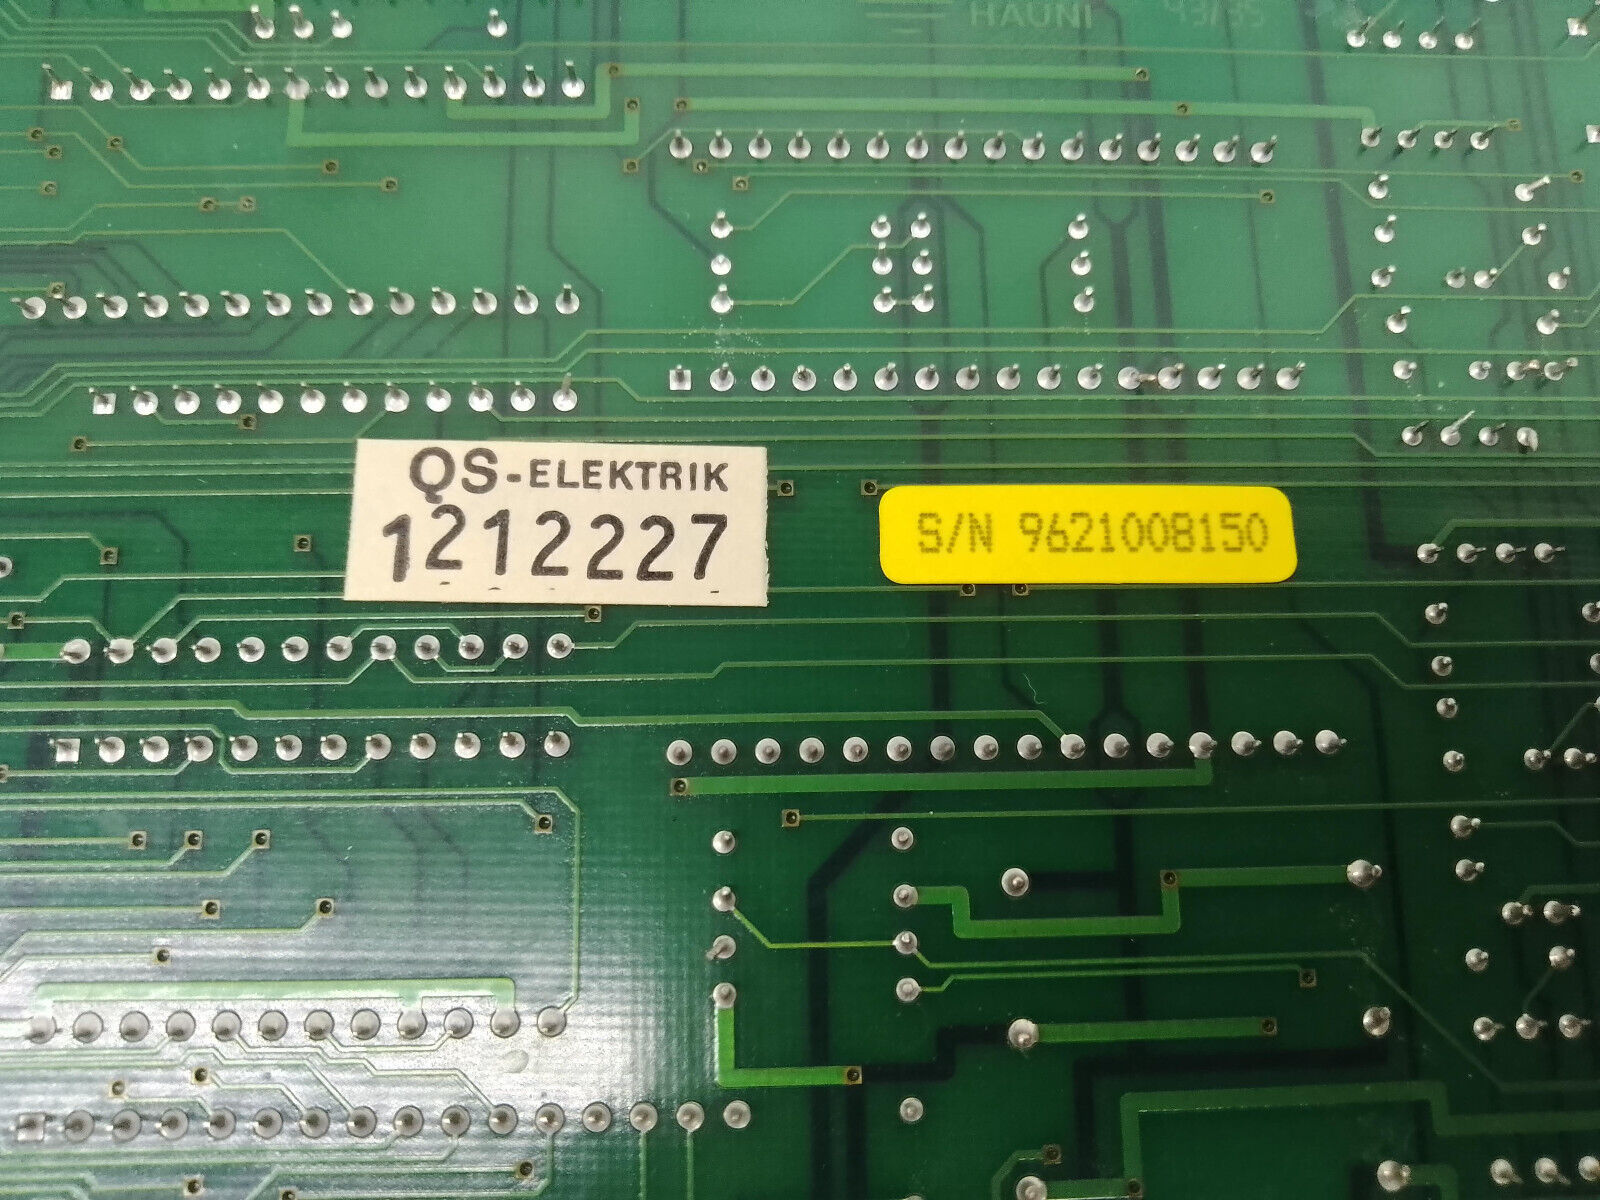 HAUNI
QS-ELEKTRIK
1212227
S/N 9621008150